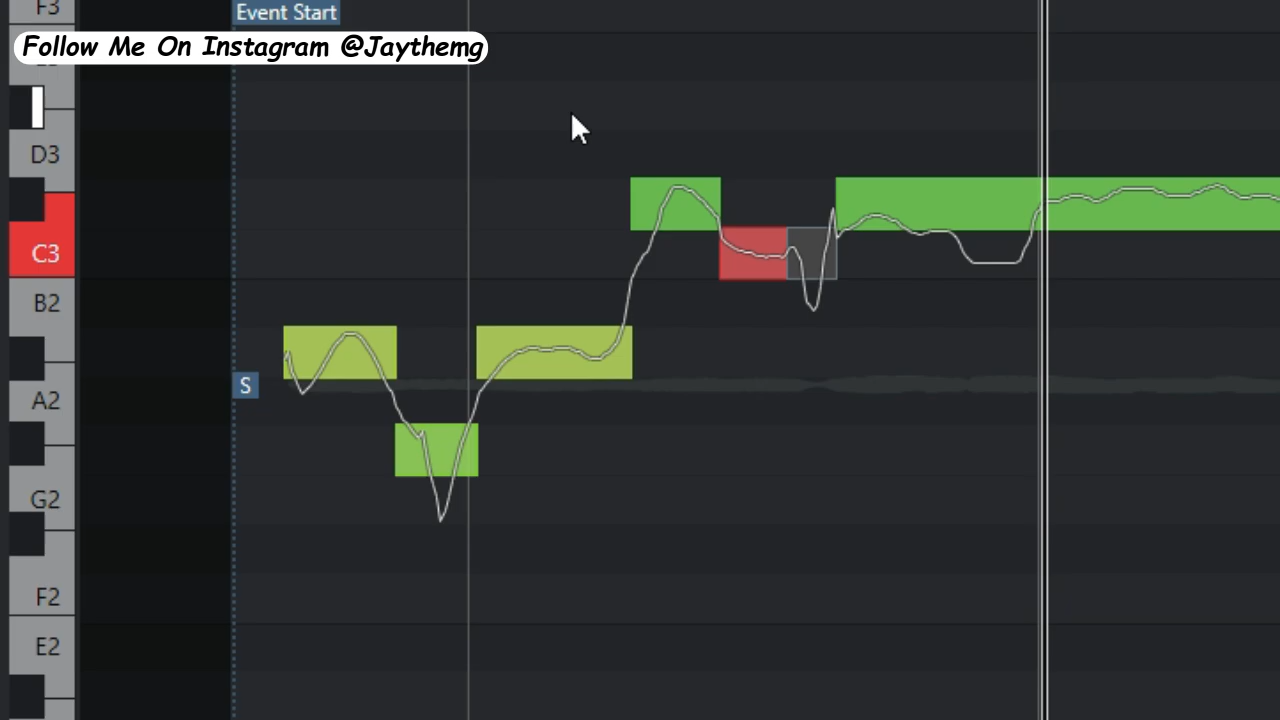 F3
Event Start
Follow Me On Instagram @Jaythemg
D3
C3
B2
S
A2
G2
F2
E2